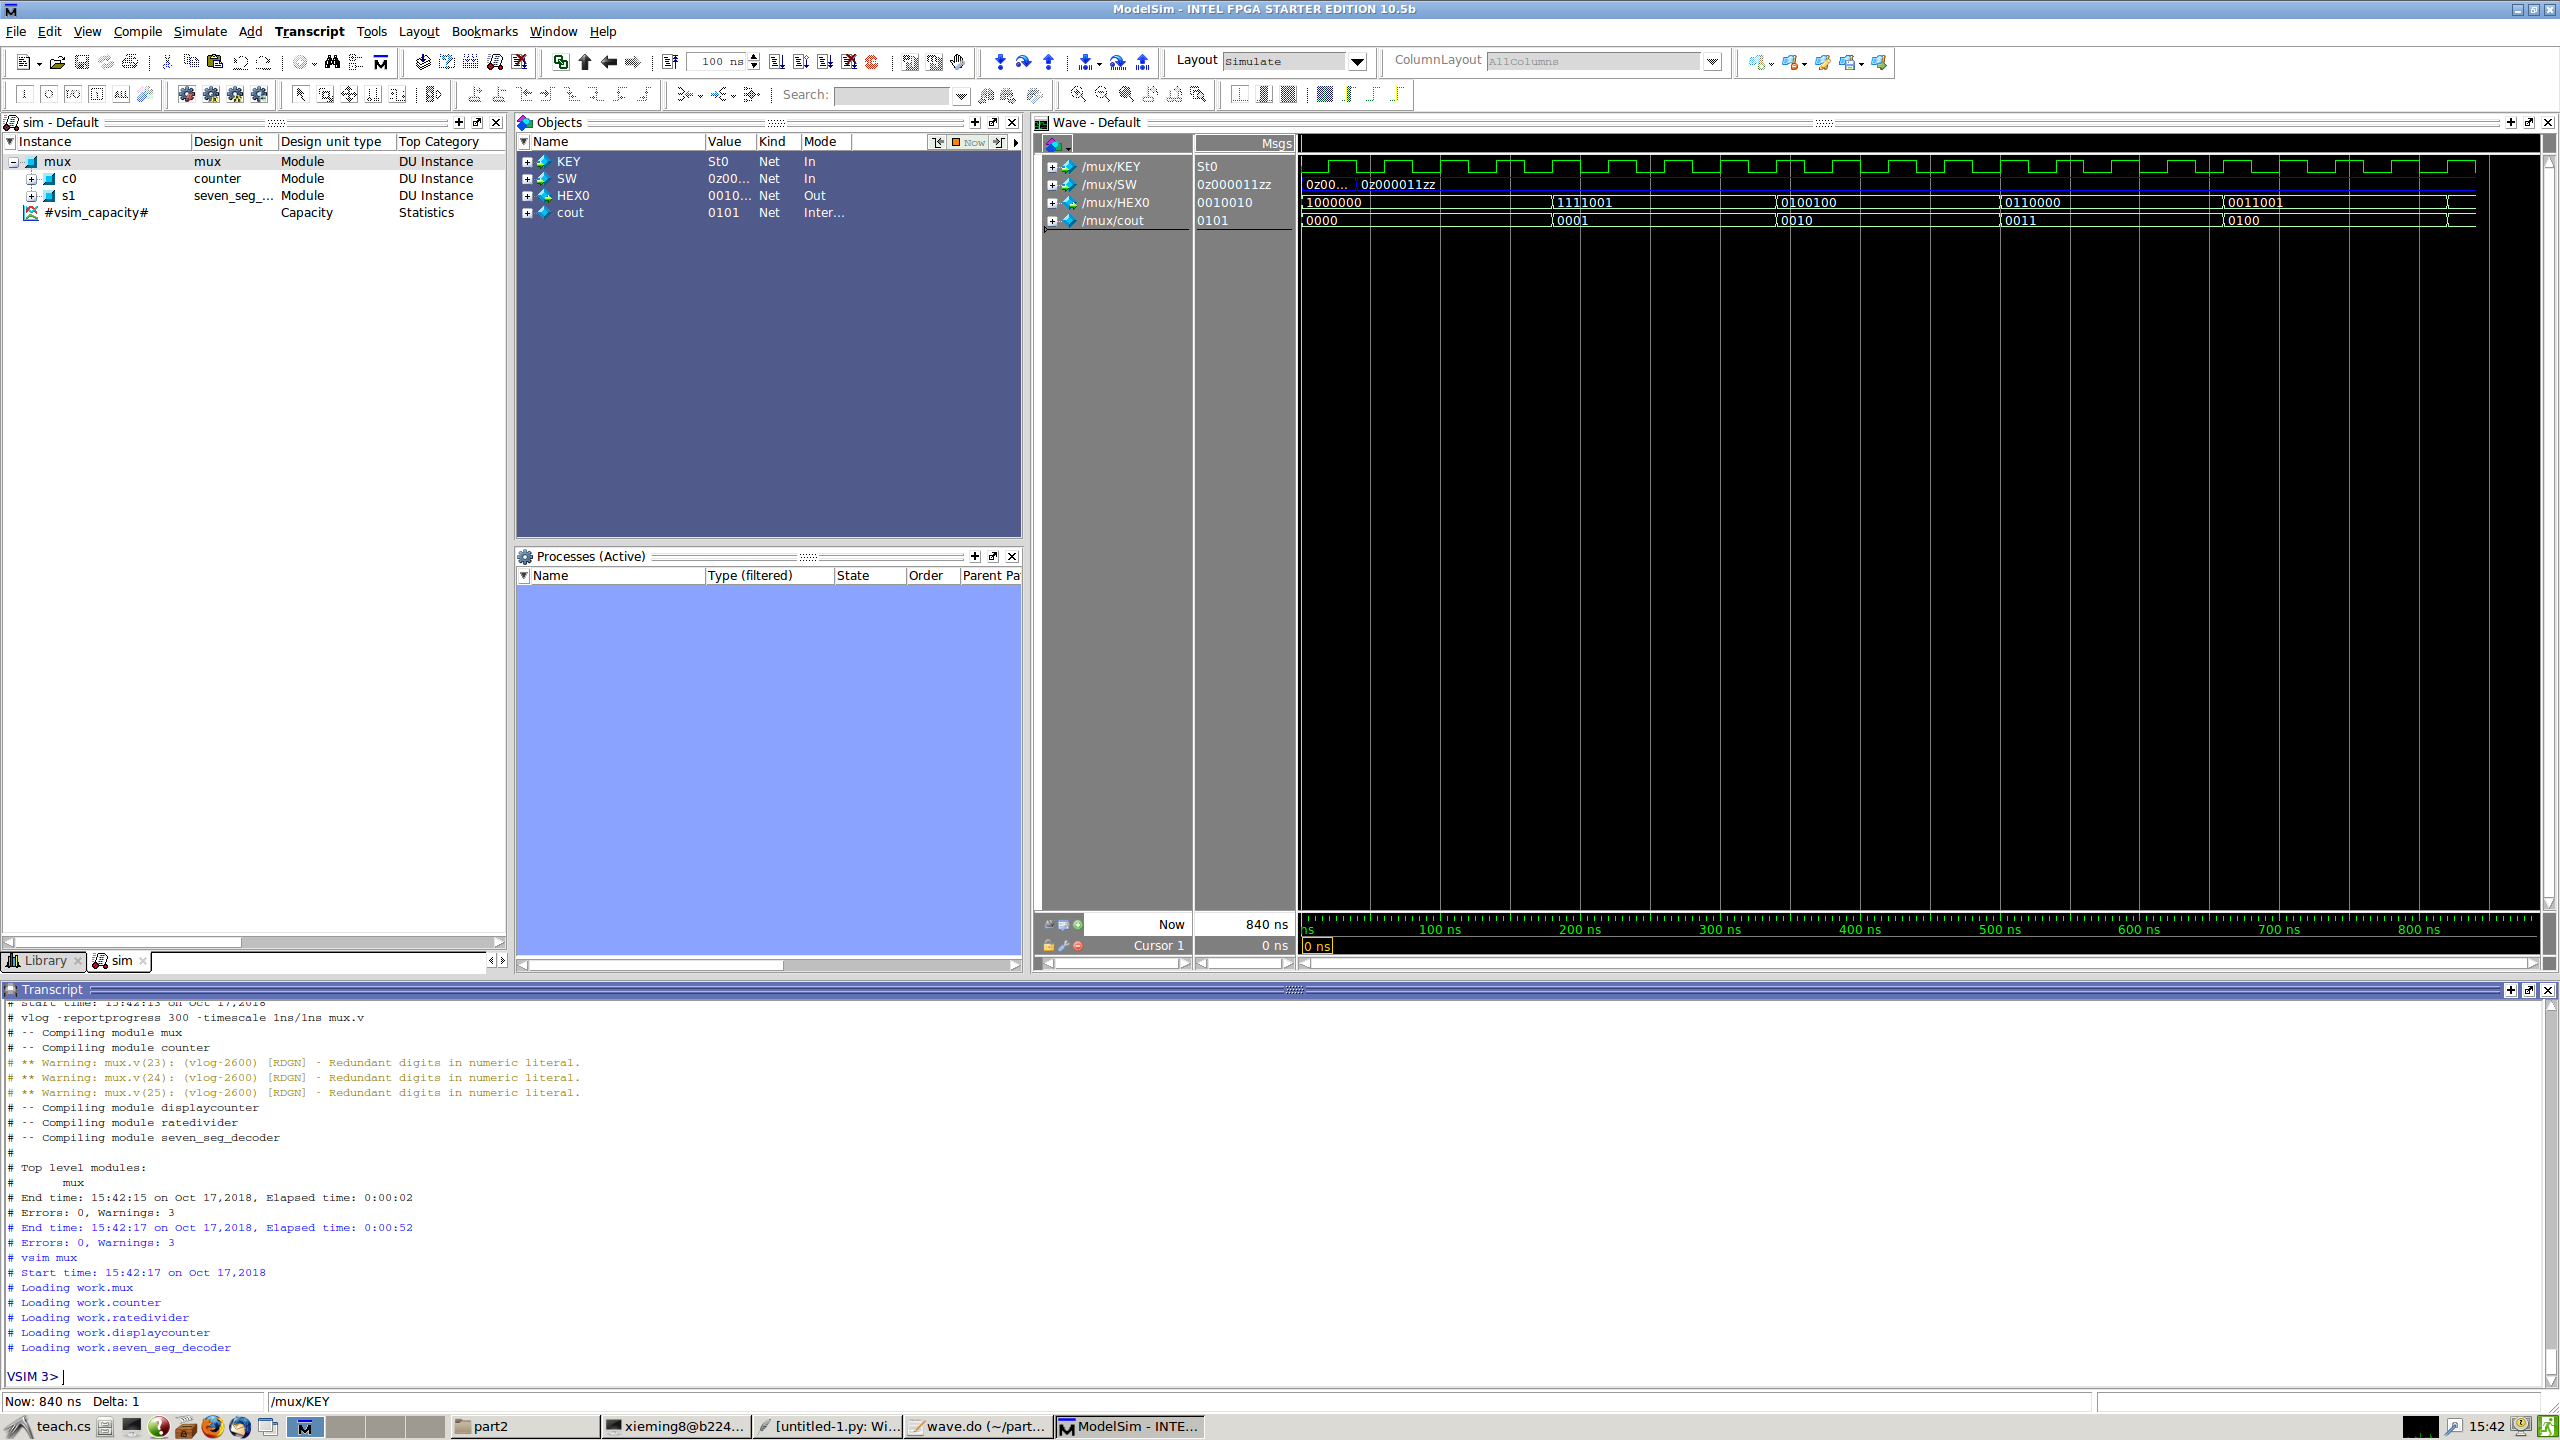 ModelSim - INTEL FPGA STARTER EDITION 10.5b
File Edit View Compile Simulate Add Transcript Tools Layout Bookmarks Window Help
100 ns Layout Simulate ColumnLayout AllColumns
Search:
sim - Default
Instance Design unit Design unit type Top Category
mux mux Module DU Instance
c0 counter Module DU Instance
s1 seven_seg_... Module DU Instance
#vsim_capacity# Capacity Statistics
Library sim
Objects
Name Value Kind Mode Now
KEY St0 Net In
SW 0z00... Net In
HEX0 0010... Net Out
cout 0101 Net Inter...
Processes (Active)
Name Type (filtered) State Order Parent Pa
Wave - Default
Msgs
/mux/KEY St0
/mux/SW 0z000011zz 0z00... 0z000011zz
/mux/HEX0 0010010 1000000 1111001 0100100 0110000 0011001
/mux/cout 0101 0000 0001 0010 0011 0100
Now 840 ns ns 100 ns 200 ns 300 ns 400 ns 500 ns 600 ns 700 ns 800 ns
Cursor 1 0 ns 0 ns
Transcript
# Start time: 15:42:13 on Oct 17,2018
# vlog -reportprogress 300 -timescale 1ns/1ns mux.v
# -- Compiling module mux
# -- Compiling module counter
# ** Warning: mux.v(23): (vlog-2600) [RDGN] - Redundant digits in numeric literal.
# ** Warning: mux.v(24): (vlog-2600) [RDGN] - Redundant digits in numeric literal.
# ** Warning: mux.v(25): (vlog-2600) [RDGN] - Redundant digits in numeric literal.
# -- Compiling module displaycounter
# -- Compiling module ratedivider
# -- Compiling module seven_seg_decoder
#
# Top level modules:
# mux
# End time: 15:42:15 on Oct 17,2018, Elapsed time: 0:00:02
# Errors: 0, Warnings: 3
# End time: 15:42:17 on Oct 17,2018, Elapsed time: 0:00:52
# Errors: 0, Warnings: 3
# vsim mux
# Start time: 15:42:17 on Oct 17,2018
# Loading work.mux
# Loading work.counter
# Loading work.ratedivider
# Loading work.displaycounter
# Loading work.seven_seg_decoder
VSIM 3>
Now: 840 ns Delta: 1 /mux/KEY
teach.cs part2 xieming8@b224... [untitled-1.py: Wi... wave.do (~/part... ModelSim - INTE... 15:42